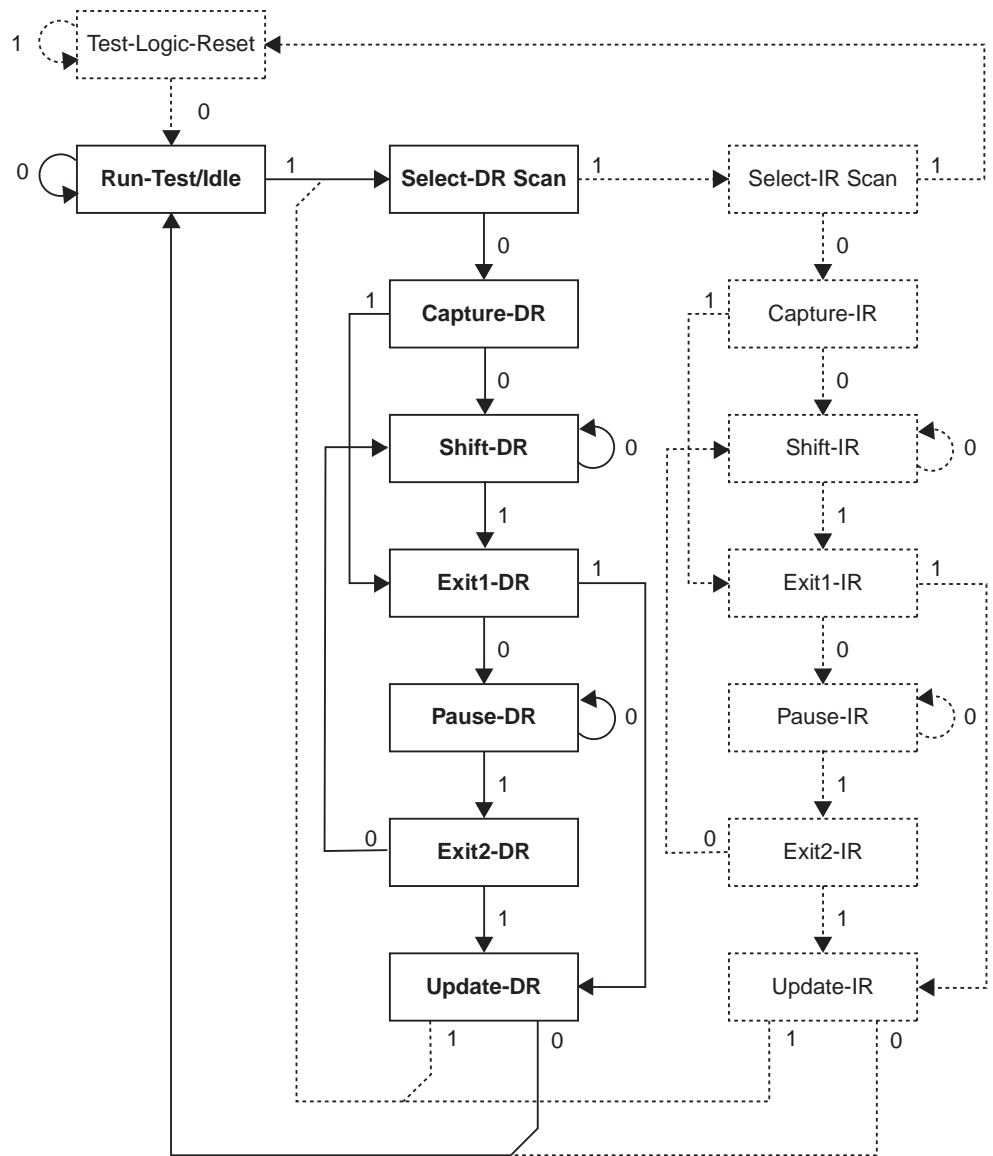 1
Test-Logic-Reset
0
0
Run-Test/Idle
1
Select-DR Scan
1
Select-IR Scan
1
0
0
1
Capture-DR
1
Capture-IR
0
0
Shift-DR
0
Shift-IR
0
1
1
Exit1-DR
1
Exit1-IR
1
0
0
Pause-DR
0
Pause-IR
0
1
1
0
Exit2-DR
0
Exit2-IR
1
1
Update-DR
Update-IR
1
0
1
0